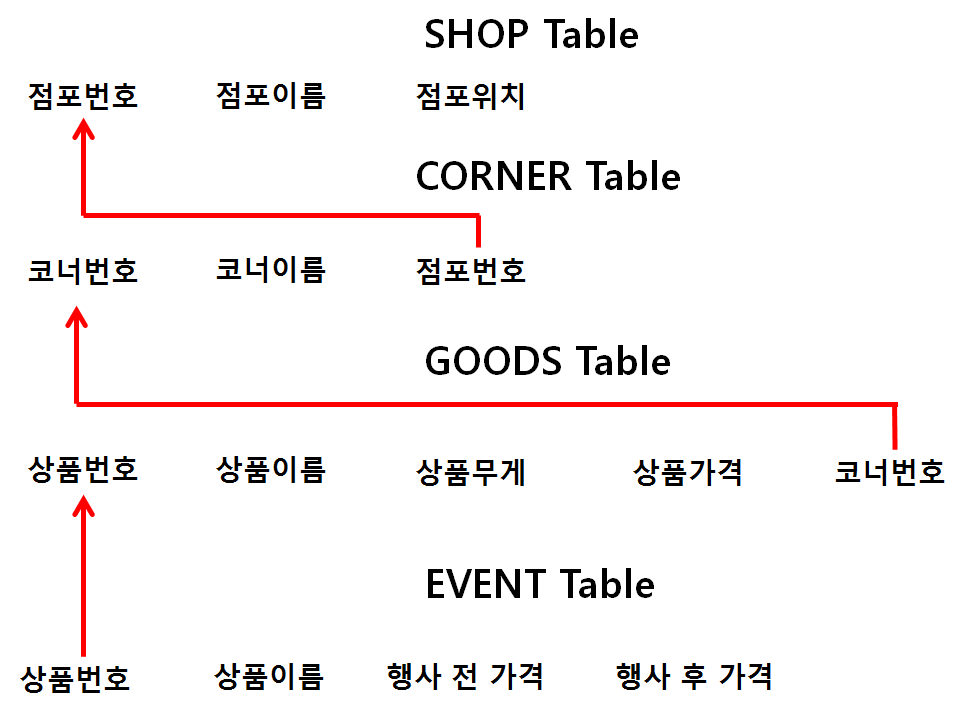 SHOP Table
점포번호 점포이름 점포위치
CORNER Table
코너번호 코너이름 점포번호
GOODS Table
상품번호 상품이름 상품무게 상품가격 코너번호
EVENT Table
상품번호 상품이름 행사 전 가격 행사 후 가격